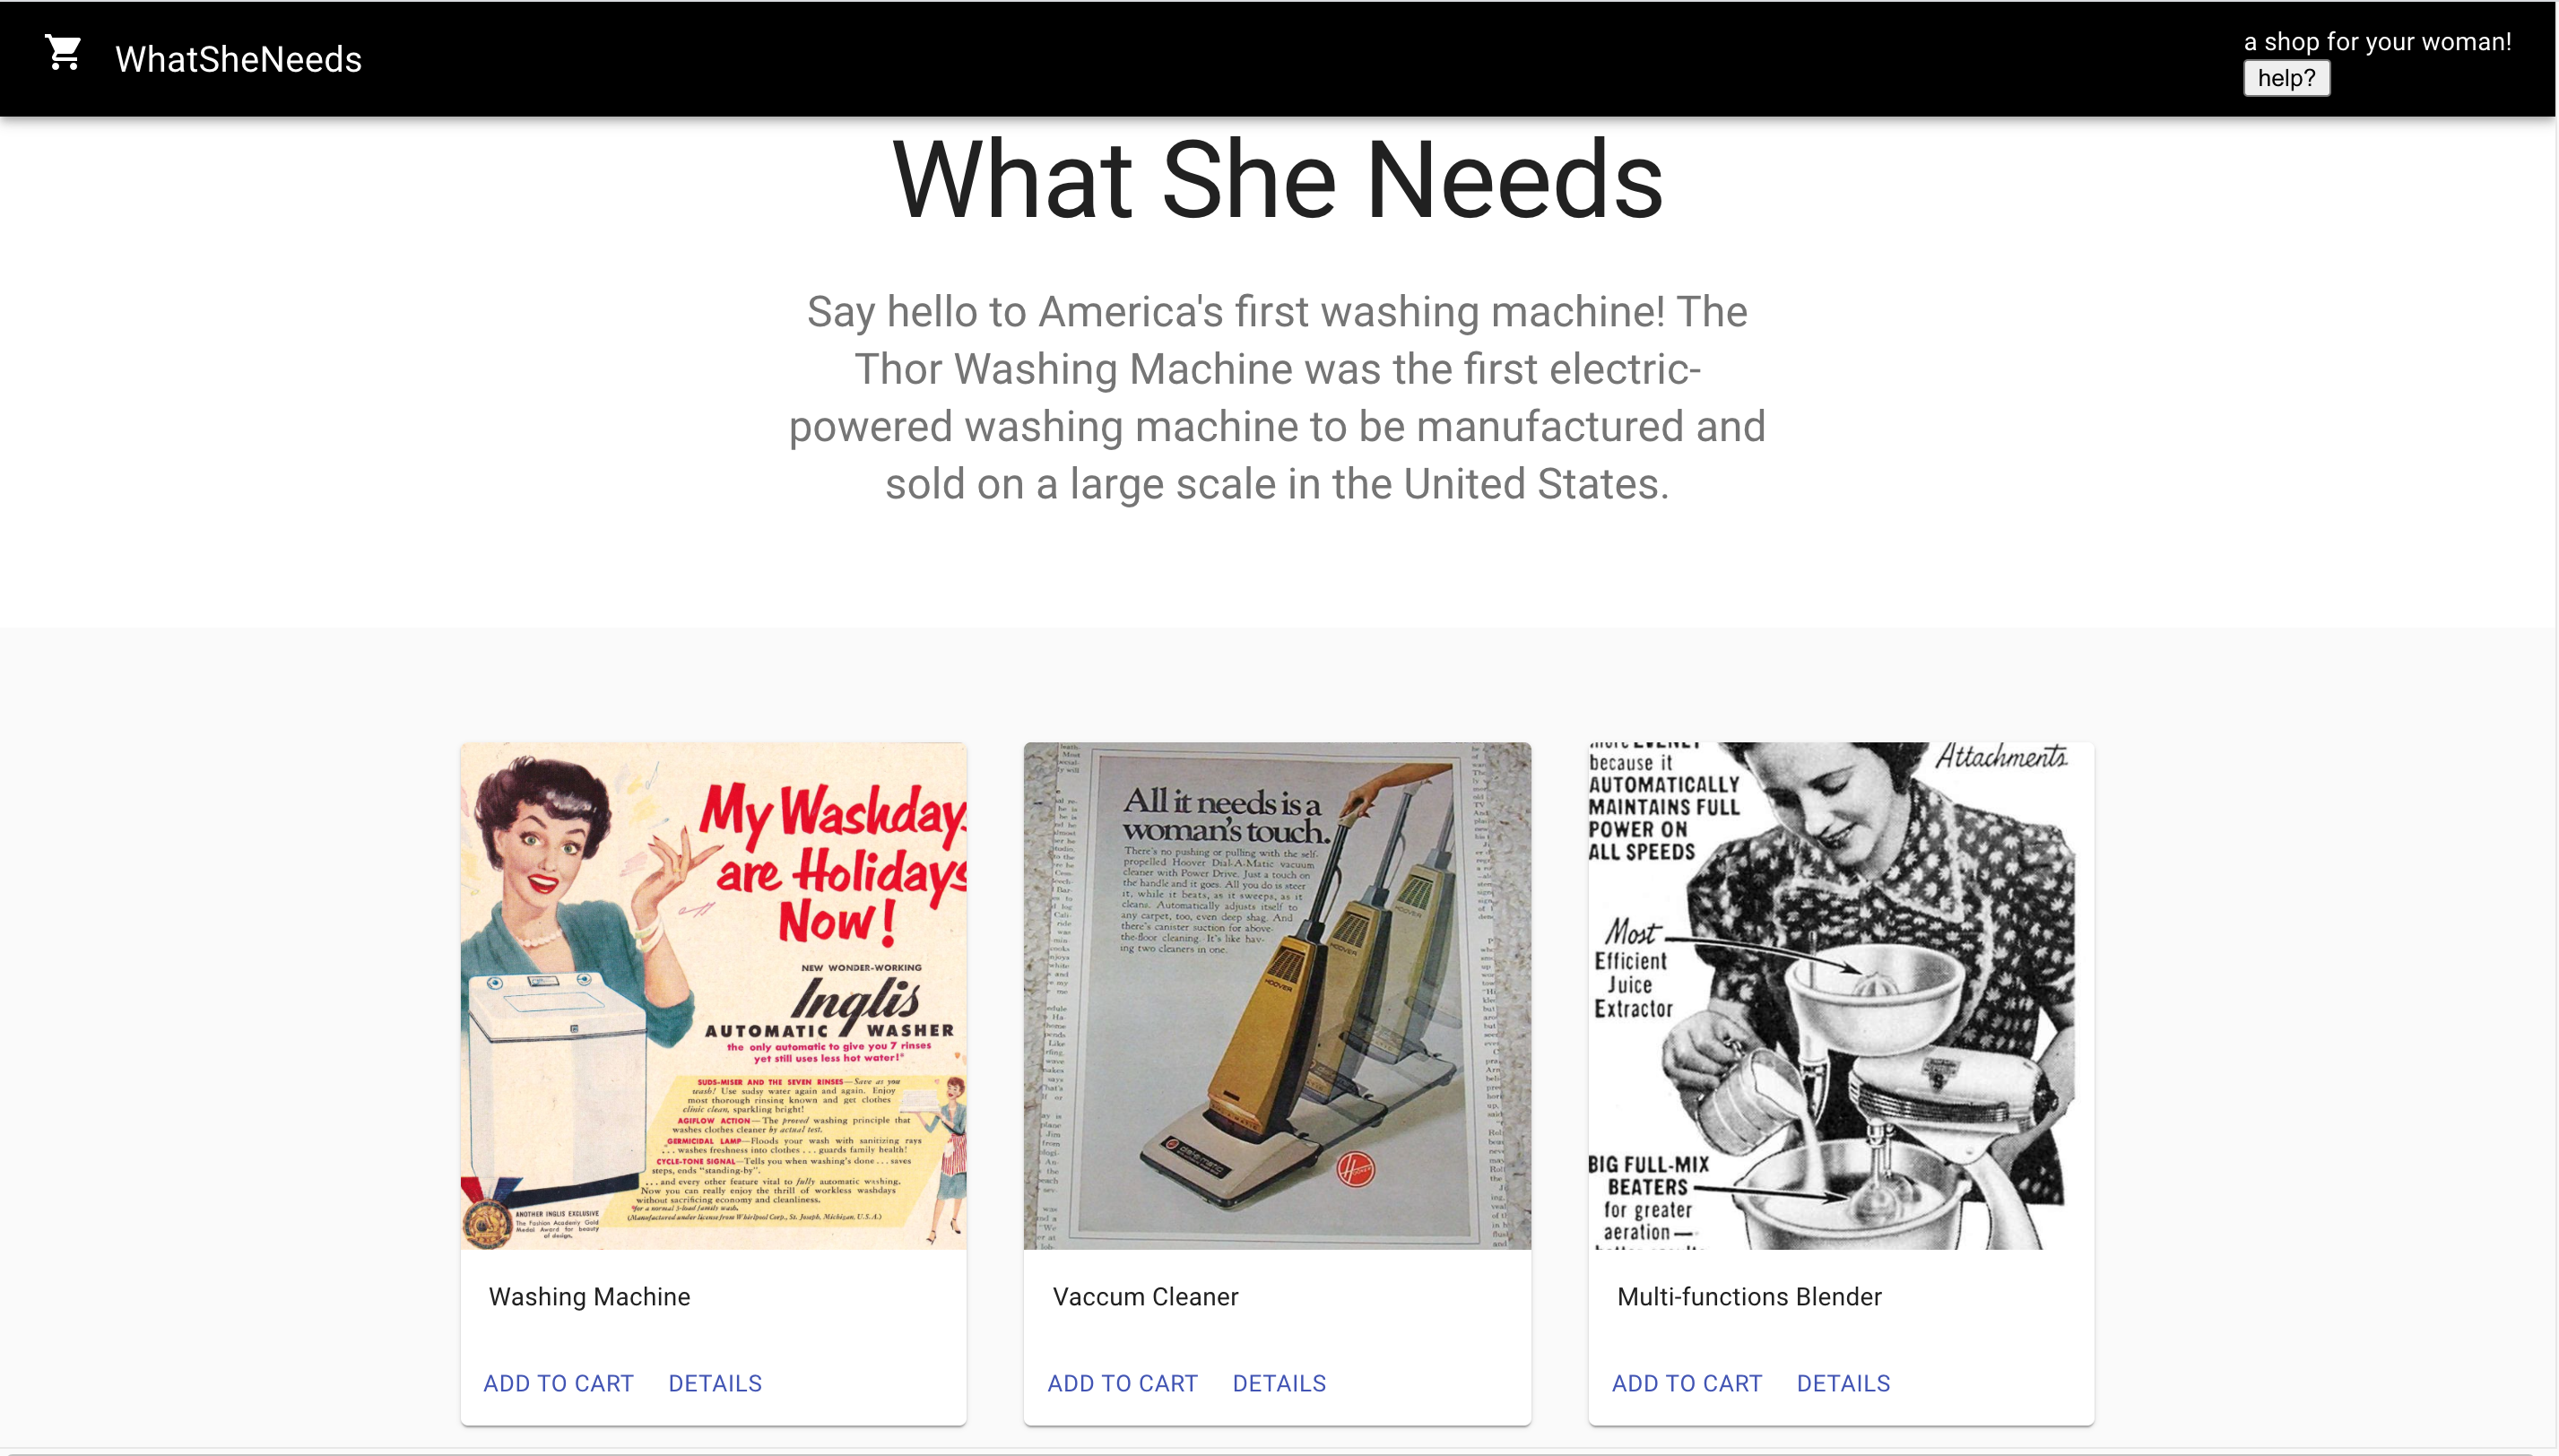 WhatSheNeeds
a shop for your woman!
help?
What She Needs
Say hello to America's first washing machine! The
Thor Washing Machine was the first electric-
powered washing machine to be manufactured and
sold on a large scale in the United States.
My Washday
are Holidays
Now!
NEW WONDER-WORKING
Inglis
AUTOMATIC WASHER
the only automatic to give you 7 rinses
yet still uses less hot water!*
SUDS-MISER AND THE SEVEN RINSES—Save as you
wash! Use sudsy water again and again. Enjoy
most thorough rinsing known and get clothes
clinic clean, sparkling bright!
AGIFLOW ACTION—The proved washing principle that
washes clothes cleaner by actual test.
GERMICIDAL LAMP—Floods your wash with sanitizing rays
... washes freshness into clothes ... guards family health!
CYCLE-TONE SIGNAL—Tells you when washing's done ... saves
steps, ends "standing-by".
... and every other feature vital to fully automatic washing.
Now you can really enjoy the thrill of workless washdays
without sacrificing economy and cleanliness.
*for a normal 5-load family wash.
(Manufactured under license from Whirlpool Corp., St. Joseph, Michigan, U.S.A.)
ANOTHER INGLIS EXCLUSIVE
The Fashion Academy Gold
Medal Award for beauty
of design.
Washing Machine
ADD TO CART DETAILS
All it needs is a
woman's touch.
There's no pushing or pulling with the self-
propelled Hoover Dial-A-Matic vacuum
cleaner with Power Drive. Just a touch on
the handle and it goes. All you do is steer
it, while it beats, as it sweeps, as it
cleans. Automatically adjusts itself to
any carpet, too, even deep shag. And
there's canister suction for above-
the-floor cleaning. It's like hav-
ing two cleaners in one.
HOOVER
HOOVER
HOOVER
dial-a-matic
Vaccum Cleaner
ADD TO CART DETAILS
Attachments
because it
AUTOMATICALLY
MAINTAINS FULL
POWER ON
ALL SPEEDS
Most
Efficient
Juice
Extractor
BIG FULL-MIX
BEATERS
for greater
aeration—
Multi-functions Blender
ADD TO CART DETAILS